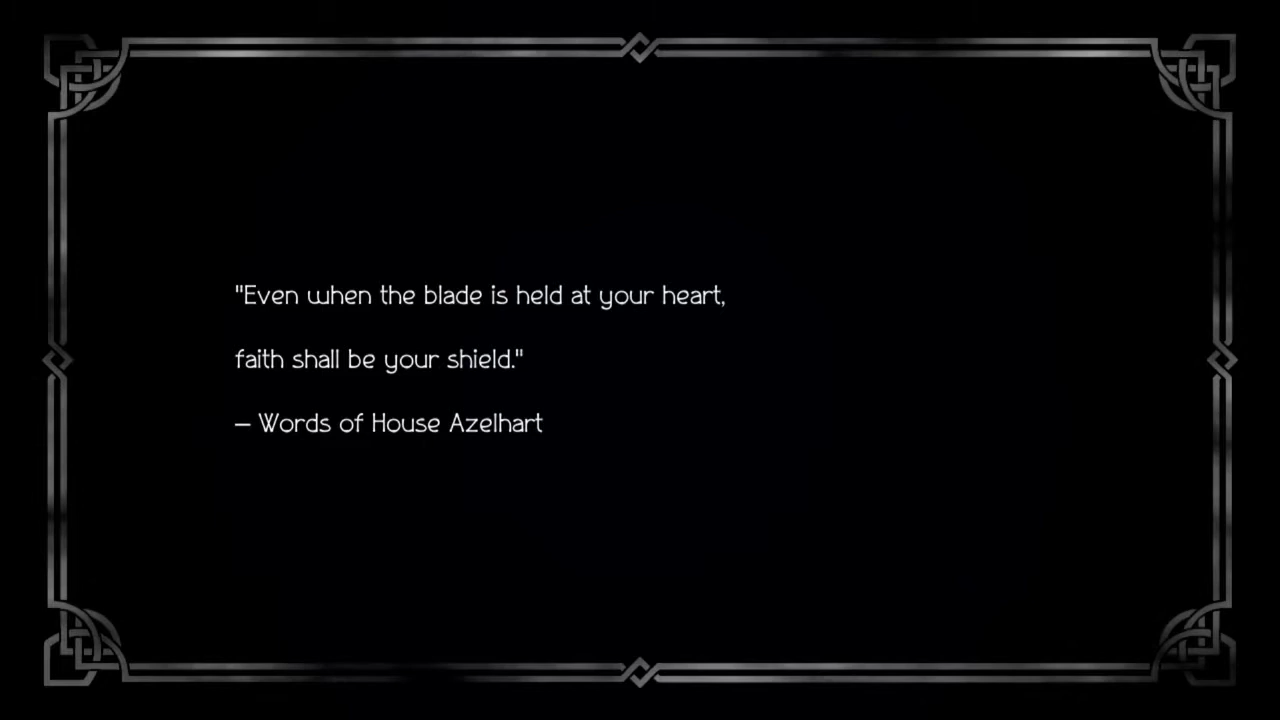 "Even when the blade is held at your heart,
faith shall be your shield."
– Words of House Azelhart